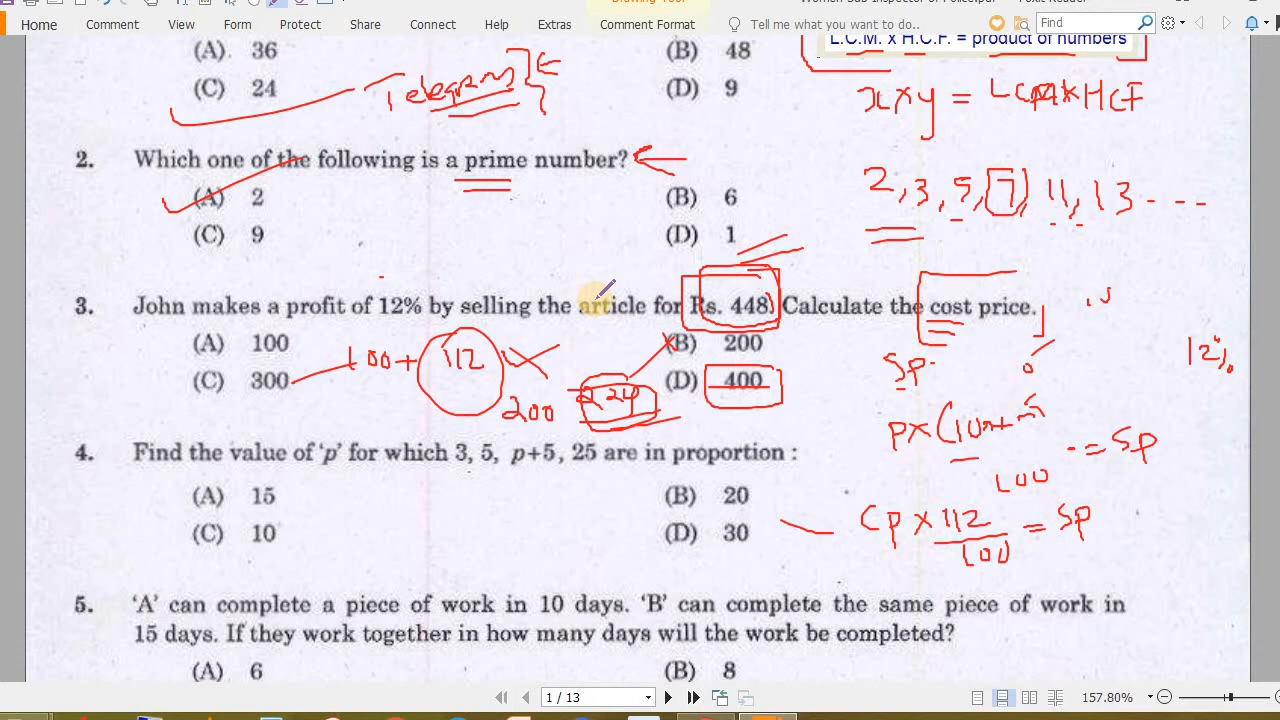 Home Comment View Form Protect Share Connect Help Extras Comment Format Tell me what you want to do.. Find
L.C.M. x H.C.F. = product of numbers
(A). 36 (B) 48
(C) 24 (D) 9
Telegram
x x y = LCM x HCF
2. Which one of the following is a prime number?
(A) 2 (B) 6
(C) 9 (D) 1
2, 3, 5, 7, 11, 13 - - - -
3. John makes a profit of 12% by selling the article for Rs. 448. Calculate the cost price.
(A) 100 (B) 200
(C) 300 (D) 400
100 + 112
200
224
SP
12%
= SP
100
4. Find the value of 'p' for which 3, 5, p+5, 25 are in proportion :
(A) 15 (B) 20
(C) 10 (D) 30
CP x 112 = SP
100
5. 'A' can complete a piece of work in 10 days. 'B' can complete the same piece of work in
15 days. If they work together in how many days will the work be completed?
(A) 6 (B) 8
1 / 13 157.80%